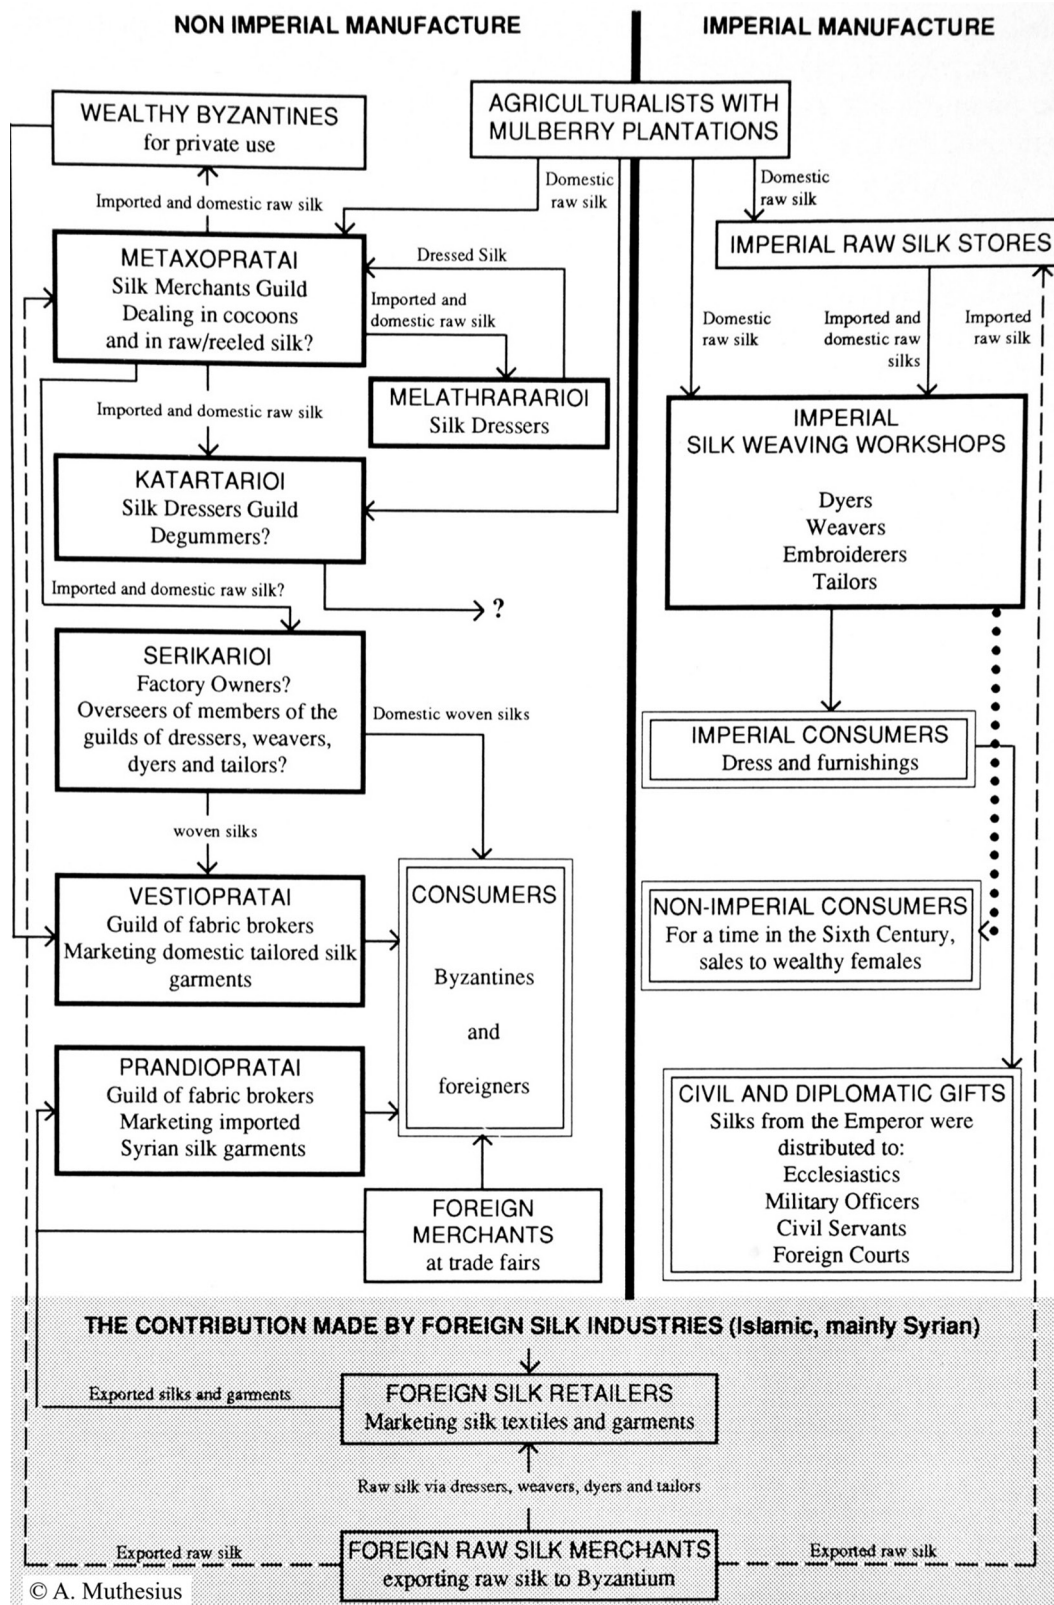 NON IMPERIAL MANUFACTURE
IMPERIAL MANUFACTURE
WEALTHY BYZANTINES
for private use
AGRICULTURALISTS WITH
MULBERRY PLANTATIONS
Imported and domestic raw silk
Domestic
raw silk
Domestic
raw silk
METAXOPRATAI
Silk Merchants Guild
Dealing in cocoons
and in raw/reeled silk?
Dressed Silk
Imported and
domestic raw silk
IMPERIAL RAW SILK STORES
Domestic
raw silk
Imported and
domestic raw
silks
Imported
raw silk
MELATHRARARIOI
Silk Dressers
Imported and domestic raw silk
KATARTARIOI
Silk Dressers Guild
Degummers?
IMPERIAL
SILK WEAVING WORKSHOPS
Dyers
Weavers
Embroiderers
Tailors
Imported and domestic raw silk?
?
SERIKARIOI
Factory Owners?
Overseers of members of the
guilds of dressers, weavers,
dyers and tailors?
Domestic woven silks
IMPERIAL CONSUMERS
Dress and furnishings
woven silks
VESTIOPRATAI
Guild of fabric brokers
Marketing domestic tailored silk
garments
CONSUMERS
Byzantines
and
foreigners
NON-IMPERIAL CONSUMERS
For a time in the Sixth Century,
sales to wealthy females
PRANDIOPRATAI
Guild of fabric brokers
Marketing imported
Syrian silk garments
CIVIL AND DIPLOMATIC GIFTS
Silks from the Emperor were
distributed to:
Ecclesiastics
Military Officers
Civil Servants
Foreign Courts
FOREIGN
MERCHANTS
at trade fairs
THE CONTRIBUTION MADE BY FOREIGN SILK INDUSTRIES (Islamic, mainly Syrian)
Exported silks and garments
FOREIGN SILK RETAILERS
Marketing silk textiles and garments
Raw silk via dressers, weavers, dyers and tailors
Exported raw silk
FOREIGN RAW SILK MERCHANTS
exporting raw silk to Byzantium
Exported raw silk
© A. Muthesius